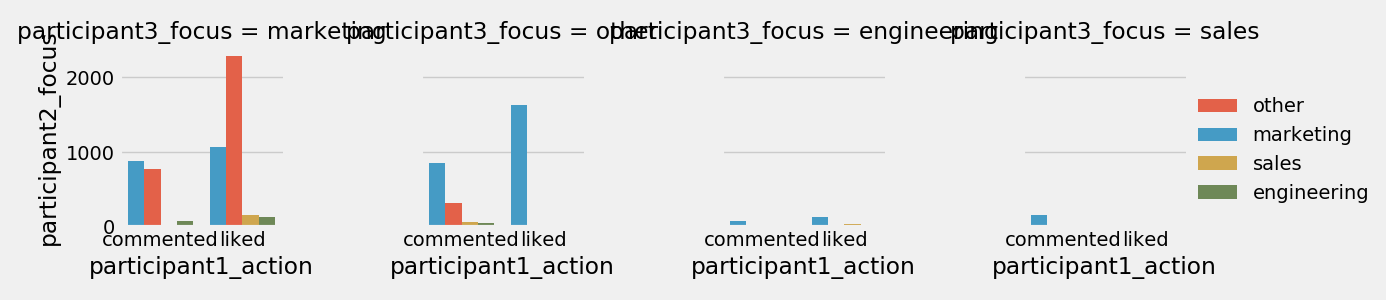 participant3_focus = marketing
participant3_focus = other
participant3_focus = engineering
participant3_focus = sales
participant2_focus
2000
1000
0
commented liked
commented liked
commented liked
commented liked
participant1_action
participant1_action
participant1_action
participant1_action
other
marketing
sales
engineering